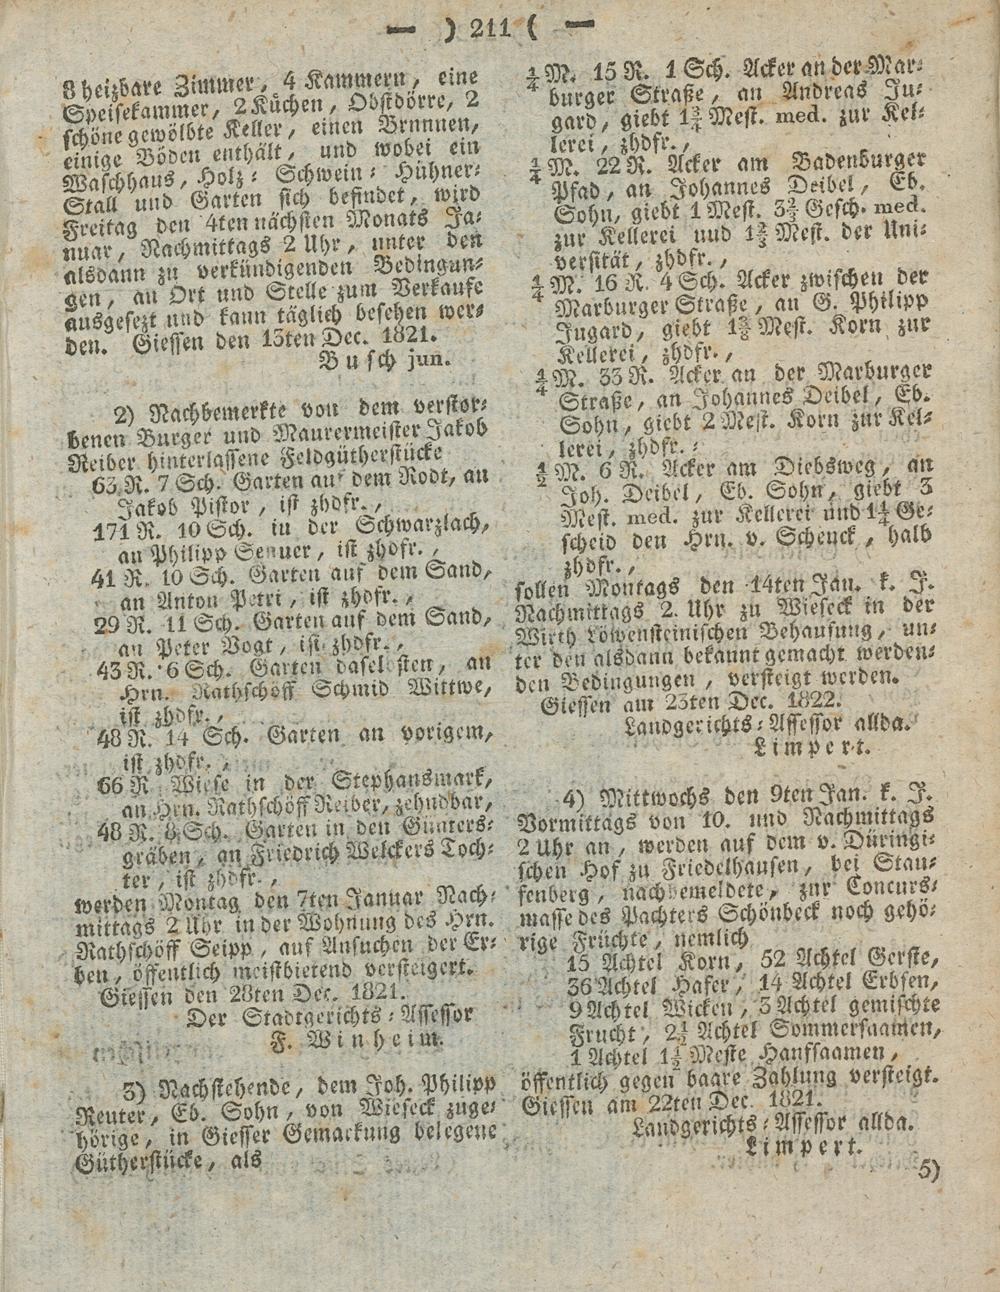 — ) 211 ( —
8 heizbare Zimmer, 4 Kammern, eine
Speisekammer, 2 Küchen, Obstdörre, 2
schöne gewölbte Keller, einen Brunnen,
einige Böden enthält, und wobei ein
Waschhaus, Holz- Schwein- Hühner-
Stall und Garten sich befindet, wird
Freitag den 4ten nächsten Monats Ja-
nuar, Nachmittags 2 Uhr, unter den
alsdann zu verkündigenden Bedingun-
gen, an Ort und Stelle zum Verkaufe
ausgesezt und kann täglich besehen wer-
den. Giessen den 13ten Dec. 1821.
Busch jun.
2) Nachbemerkte von dem verstor-
benen Burger und Maurermeister Jakob
Reiber hinterlassene Feldgütherstücke
63 R. 7 Sch. Garten auf dem Rodt, an
Jakob Pistor, ist zhdfr.,
171 R. 10 Sch. in der Schwarzlach,
an Philipp Senner, ist zhdfr.,
41 R. 10 Sch. Garten auf dem Sand,
an Anton Petri, ist zhdfr.,
29 R. 11 Sch. Garten auf dem Sand,
an Peter Vogt, ist zhdfr.,
43 R. 6 Sch. Garten daselbsten, an
Hrn. Rathschöff Schmid Wittwe,
ist zhdfr.,
48 R. 14 Sch. Garten an vorigem,
ist zhdfr.,
66 R. Wiese in der Stephansmark,
an Hrn. Rathschöff Reiber, zehndbar,
48 R. 8 Sch. Garten in den Günters-
gräben, an Friedrich Welckers Toch-
ter, ist zhdfr.,
werden Montag den 7ten Januar Nach-
mittags 2 Uhr in der Wohnung des Hrn.
Rathschöff Seipp, auf Ansuchen der Er-
ben, öffentlich meistbietend versteigert.
Giessen den 28ten Dec. 1821.
Der Stadtgerichts-Assessor
F. Winheim.
3) Nachstehende, dem Joh. Philipp
Reuter, Eb. Sohn, von Wieseck zuge-
hörige, in Giesser Gemarkung belegene
Gütherstücke, als
¼ M. 15 R. 1 Sch. Acker an der Mar-
burger Straße, an Andreas Ju-
gard, giebt 1¾ Mest. med. zur Kel-
lerei, zhdfr.,
¼ M. 22 R. Acker am Badenburger
Pfad, an Johannes Deibel, Eb.
Sohn, giebt 1 Mest. 3⅔ Gesch. med.
zur Kellerei und 1⅔ Mest. der Uni-
versität, zhdfr.,
¼ M. 16 R. 4 Sch. Acker zwischen der
Marburger Straße, an G. Philipp
Jugard, giebt 1⅜ Mest. Korn zur
Kellerei, zhdfr.,
¼ M. 33 R. Acker an der Marburger
Straße, an Johannes Deibel, Eb.
Sohn, giebt 2 Mest. Korn zur Kel-
lerei, zhdfr.,
½ M. 6 R. Acker am Diebsweg, an
Joh. Deibel, Eb. Sohn, giebt 3
Mest. med. zur Kellerei und 1¼ Ge-
scheid den Hrn. v. Schenck, halb
zhdfr.,
sollen Montags den 14ten Jan. k. J.
Nachmittags 2. Uhr zu Wieseck in der
Wirth Löwensteinischen Behausung, un-
ter den alsdann bekannt gemacht werden-
den Bedingungen, versteigt werden.
Giessen am 23ten Dec. 1822.
Landgerichts-Assessor allda.
Limpert.
4) Mittwochs den 9ten Jan. k. J.
Vormittags von 10. und Nachmittags
2 Uhr an, werden auf dem v. Düringi-
schen Hof zu Friedelhausen, bei Stau-
fenberg, nachbemeldete, zur Concurs-
masse des Pachters Schönbeck noch gehö-
rige Früchte, nemlich
15 Achtel Korn, 52 Achtel Gerste,
36 Achtel Hafer, 14 Achtel Erbsen,
9 Achtel Wicken, 3 Achtel gemischte
Frucht, 2½ Achtel Sommersaamen,
1 Achtel 1½ Meste Hanfsaamen,
öffentlich gegen baare Zahlung versteigt.
Giessen am 22ten Dec. 1821.
Landgerichts-Assessor allda.
Limpert.
5)